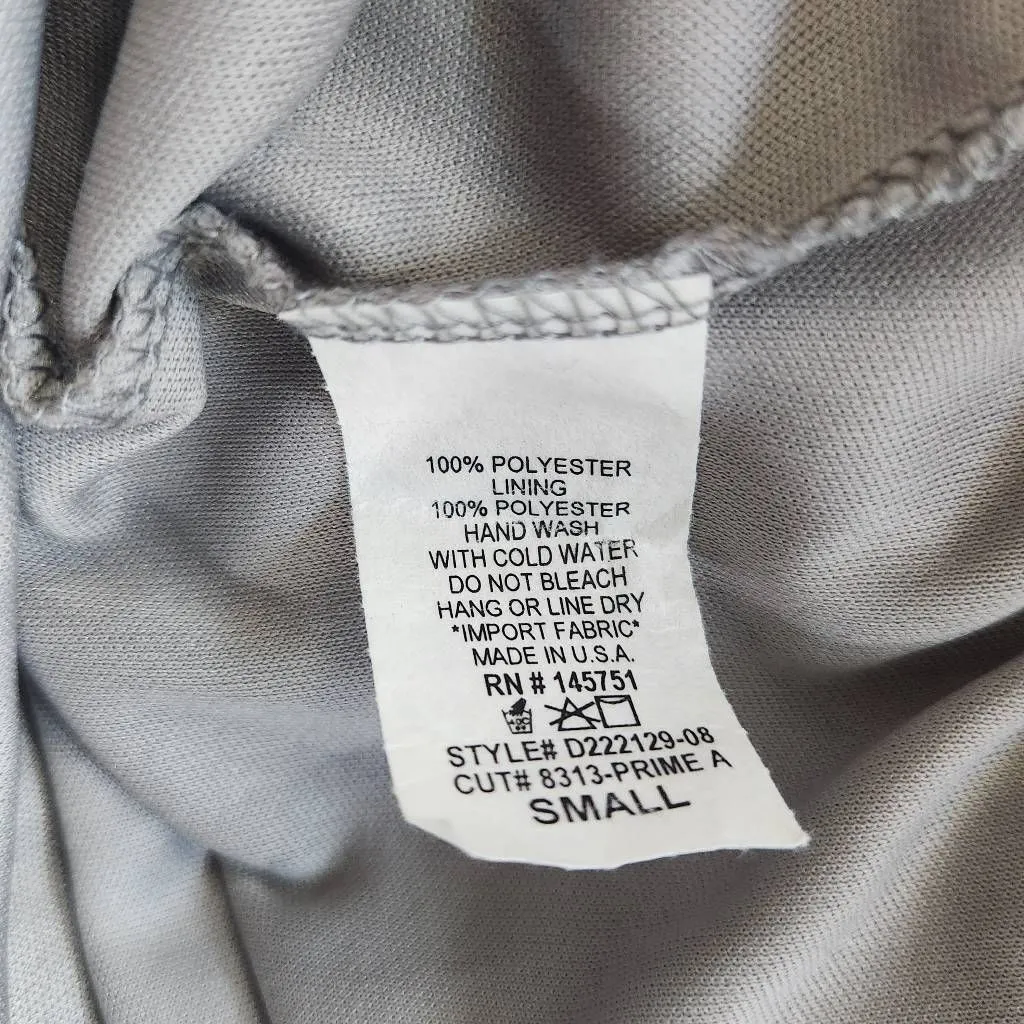 100% POLYESTER
LINING
100% POLYESTER
HAND WASH
WITH COLD WATER
DO NOT BLEACH
HANG OR LINE DRY
*IMPORT FABRIC*
MADE IN U.S.A.
RN # 145751
STYLE# D222129-08
CUT# 8313-PRIME A
SMALL